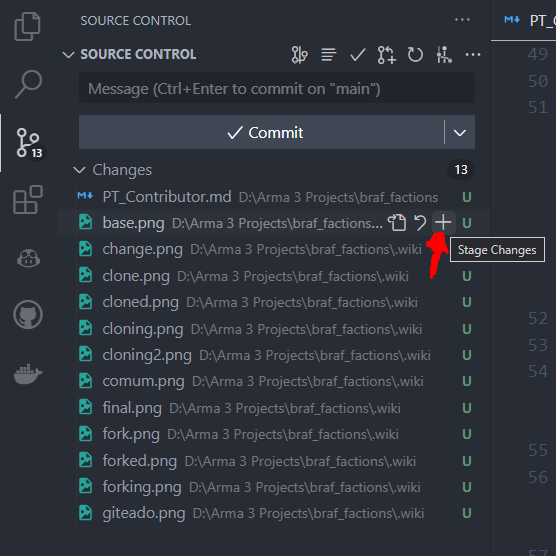 SOURCE CONTROL ...
PT_
SOURCE CONTROL ...
Message (Ctrl+Enter to commit on "main")
Commit
Changes 13
PT_Contributor.md D:\Arma 3 Projects\braf_factions U
base.png D:\Arma 3 Projects\braf_factions... U
Stage Changes
change.png D:\Arma 3 Projects\braf_factions\.wiki
clone.png D:\Arma 3 Projects\braf_factions\.wiki U
cloned.png D:\Arma 3 Projects\braf_factions\.wiki U
cloning.png D:\Arma 3 Projects\braf_factions\.wiki U
cloning2.png D:\Arma 3 Projects\braf_factions\.wiki U
comum.png D:\Arma 3 Projects\braf_factions\.wiki U
final.png D:\Arma 3 Projects\braf_factions\.wiki U
fork.png D:\Arma 3 Projects\braf_factions\.wiki U
forked.png D:\Arma 3 Projects\braf_factions\.wiki U
forking.png D:\Arma 3 Projects\braf_factions\.wiki U
giteado.png D:\Arma 3 Projects\braf_factions\.wiki U
13
49
50
51
52
53
54
55
56